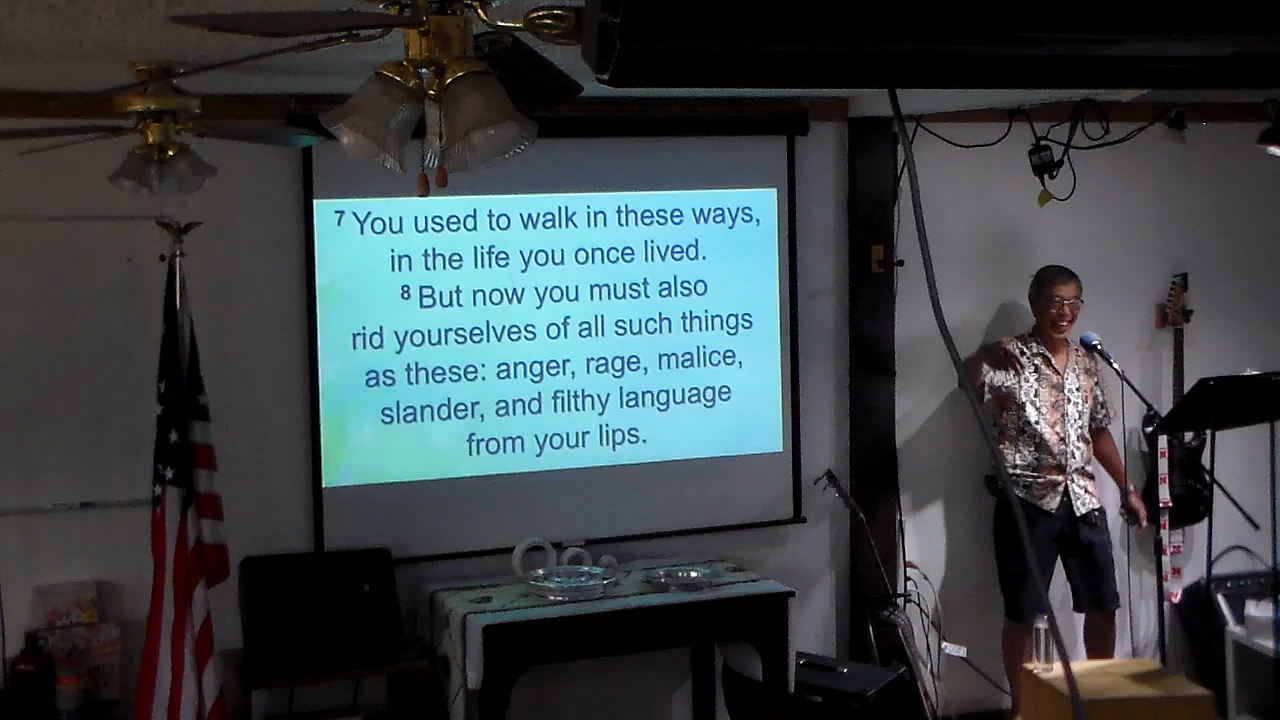 7 You used to walk in these ways,
in the life you once lived.
8 But now you must also
rid yourselves of all such things
as these: anger, rage, malice,
slander, and filthy language
from your lips.